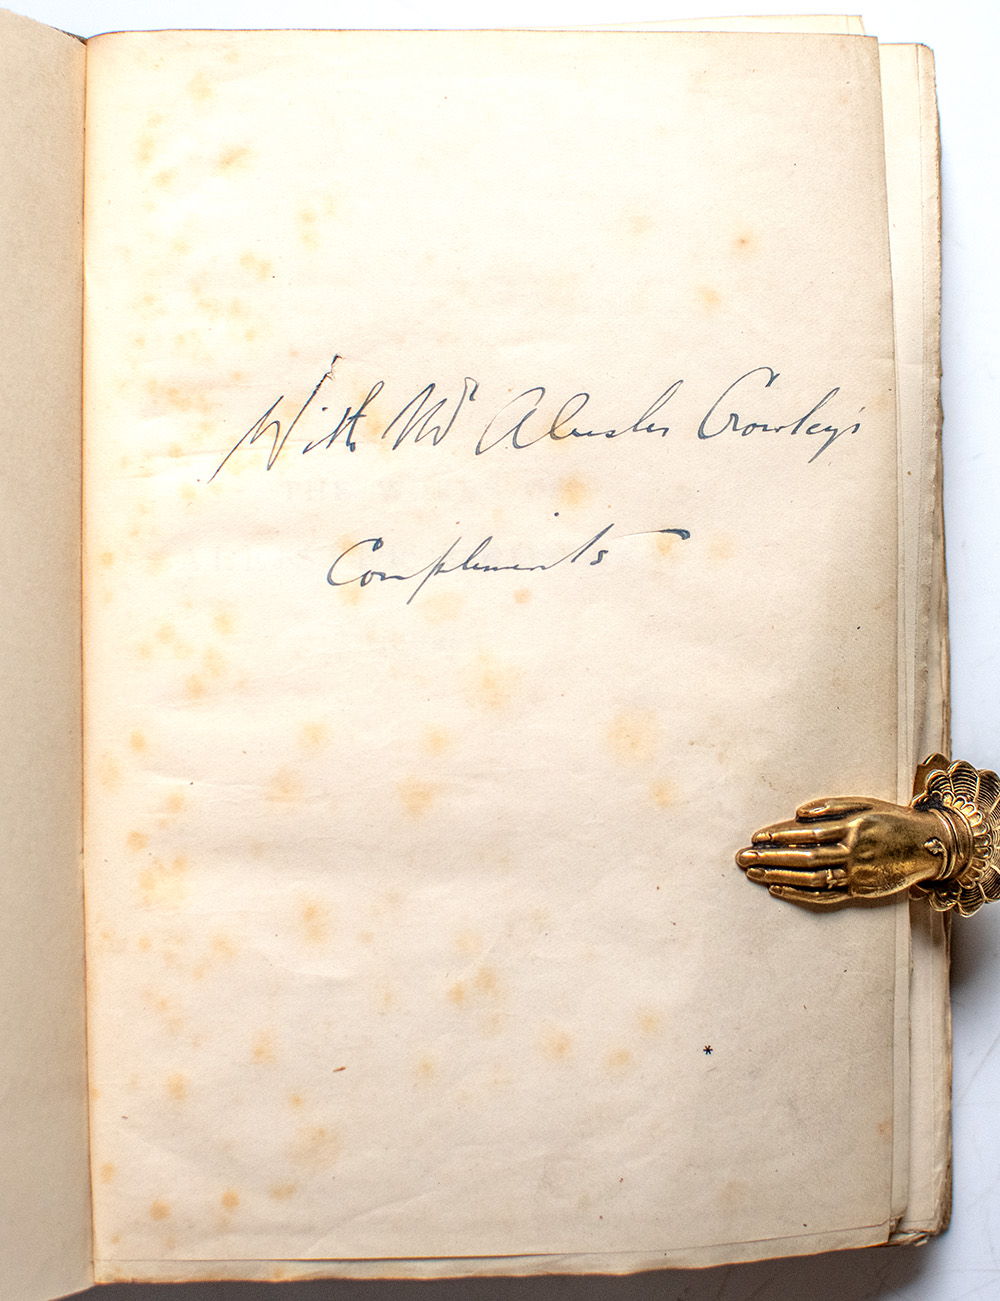 With Mr Aleister Crowley's
Compliments
*